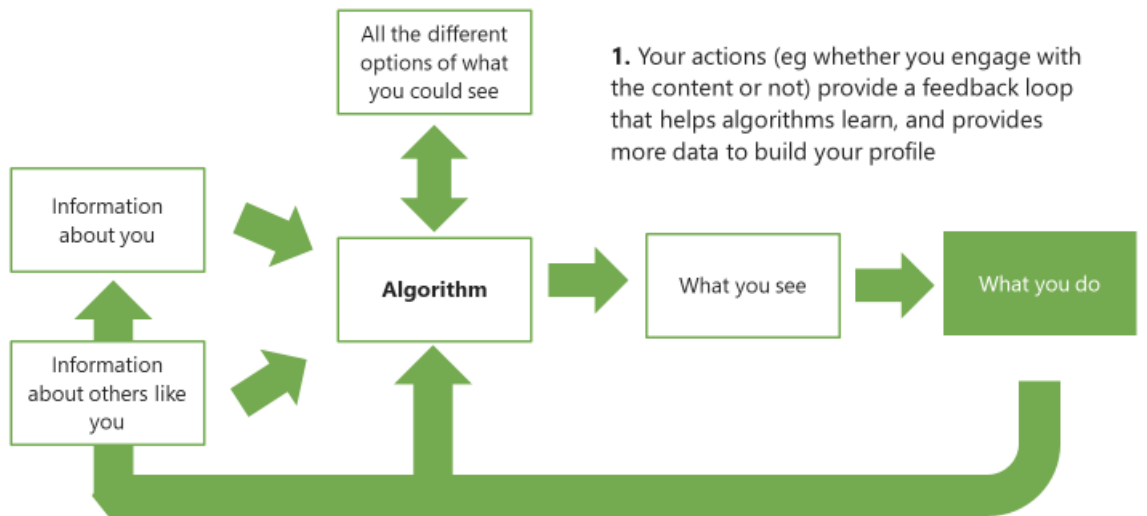 All the different
options of what
you could see
1. Your actions (eg whether you engage with
the content or not) provide a feedback loop
that helps algorithms learn, and provides
more data to build your profile
Information
about you
Algorithm
What you see
What you do
Information
about others like
you